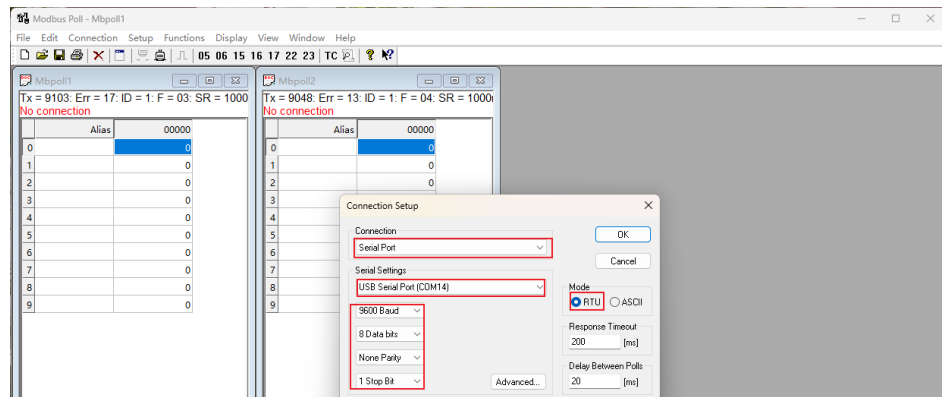 Modbus Poll - Mbpoll1
File Edit Connection Setup Functions Display View Window Help
05 06 15 16 17 22 23 TC
Mbpoll1
Tx = 9103: Err = 17: ID = 1: F = 03: SR = 1000
No connection
Alias 00000
0 0
1 0
2 0
3 0
4 0
5 0
6 0
7 0
8 0
9 0
Mbpoll2
Tx = 9048: Err = 13: ID = 1: F = 04: SR = 1000
No connection
Alias 00000
0 0
1 0
2 0
3
4
5
6
7
8
9
Connection Setup
Connection
Serial Port
OK
Cancel
Serial Settings
USB Serial Port (COM14)
9600 Baud
8 Data bits
None Parity
1 Stop Bit
Advanced...
Mode
RTU ASCII
Response Timeout
200 [ms]
Delay Between Polls
20 [ms]